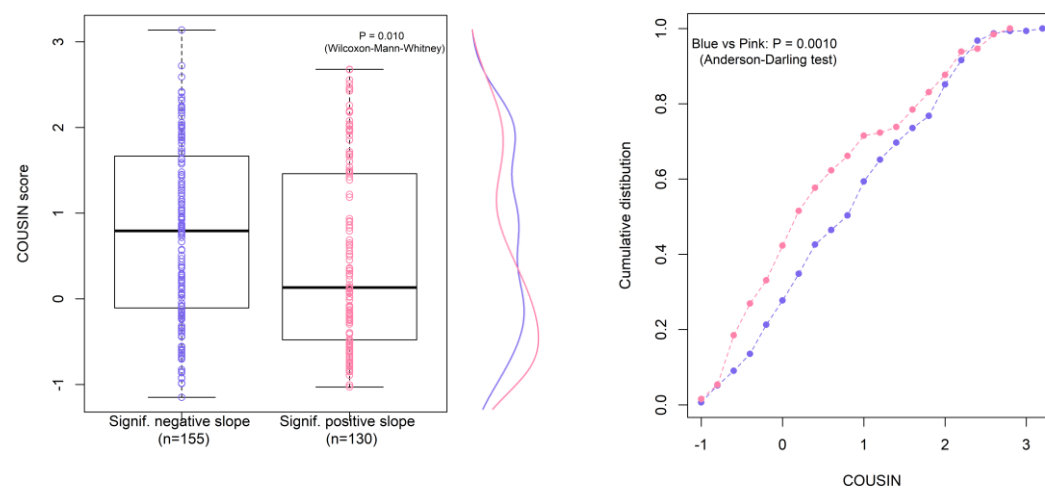 P = 0.010
(Wilcoxon-Mann-Whitney)
COUSIN score
3
2
1
0
-1
Signif. negative slope
(n=155)
Signif. positive slope
(n=130)
Blue vs Pink: P = 0.0010
(Anderson-Darling test)
Cumulative distibution
1.0
0.8
0.6
0.4
0.2
0.0
-1 0 1 2 3
COUSIN